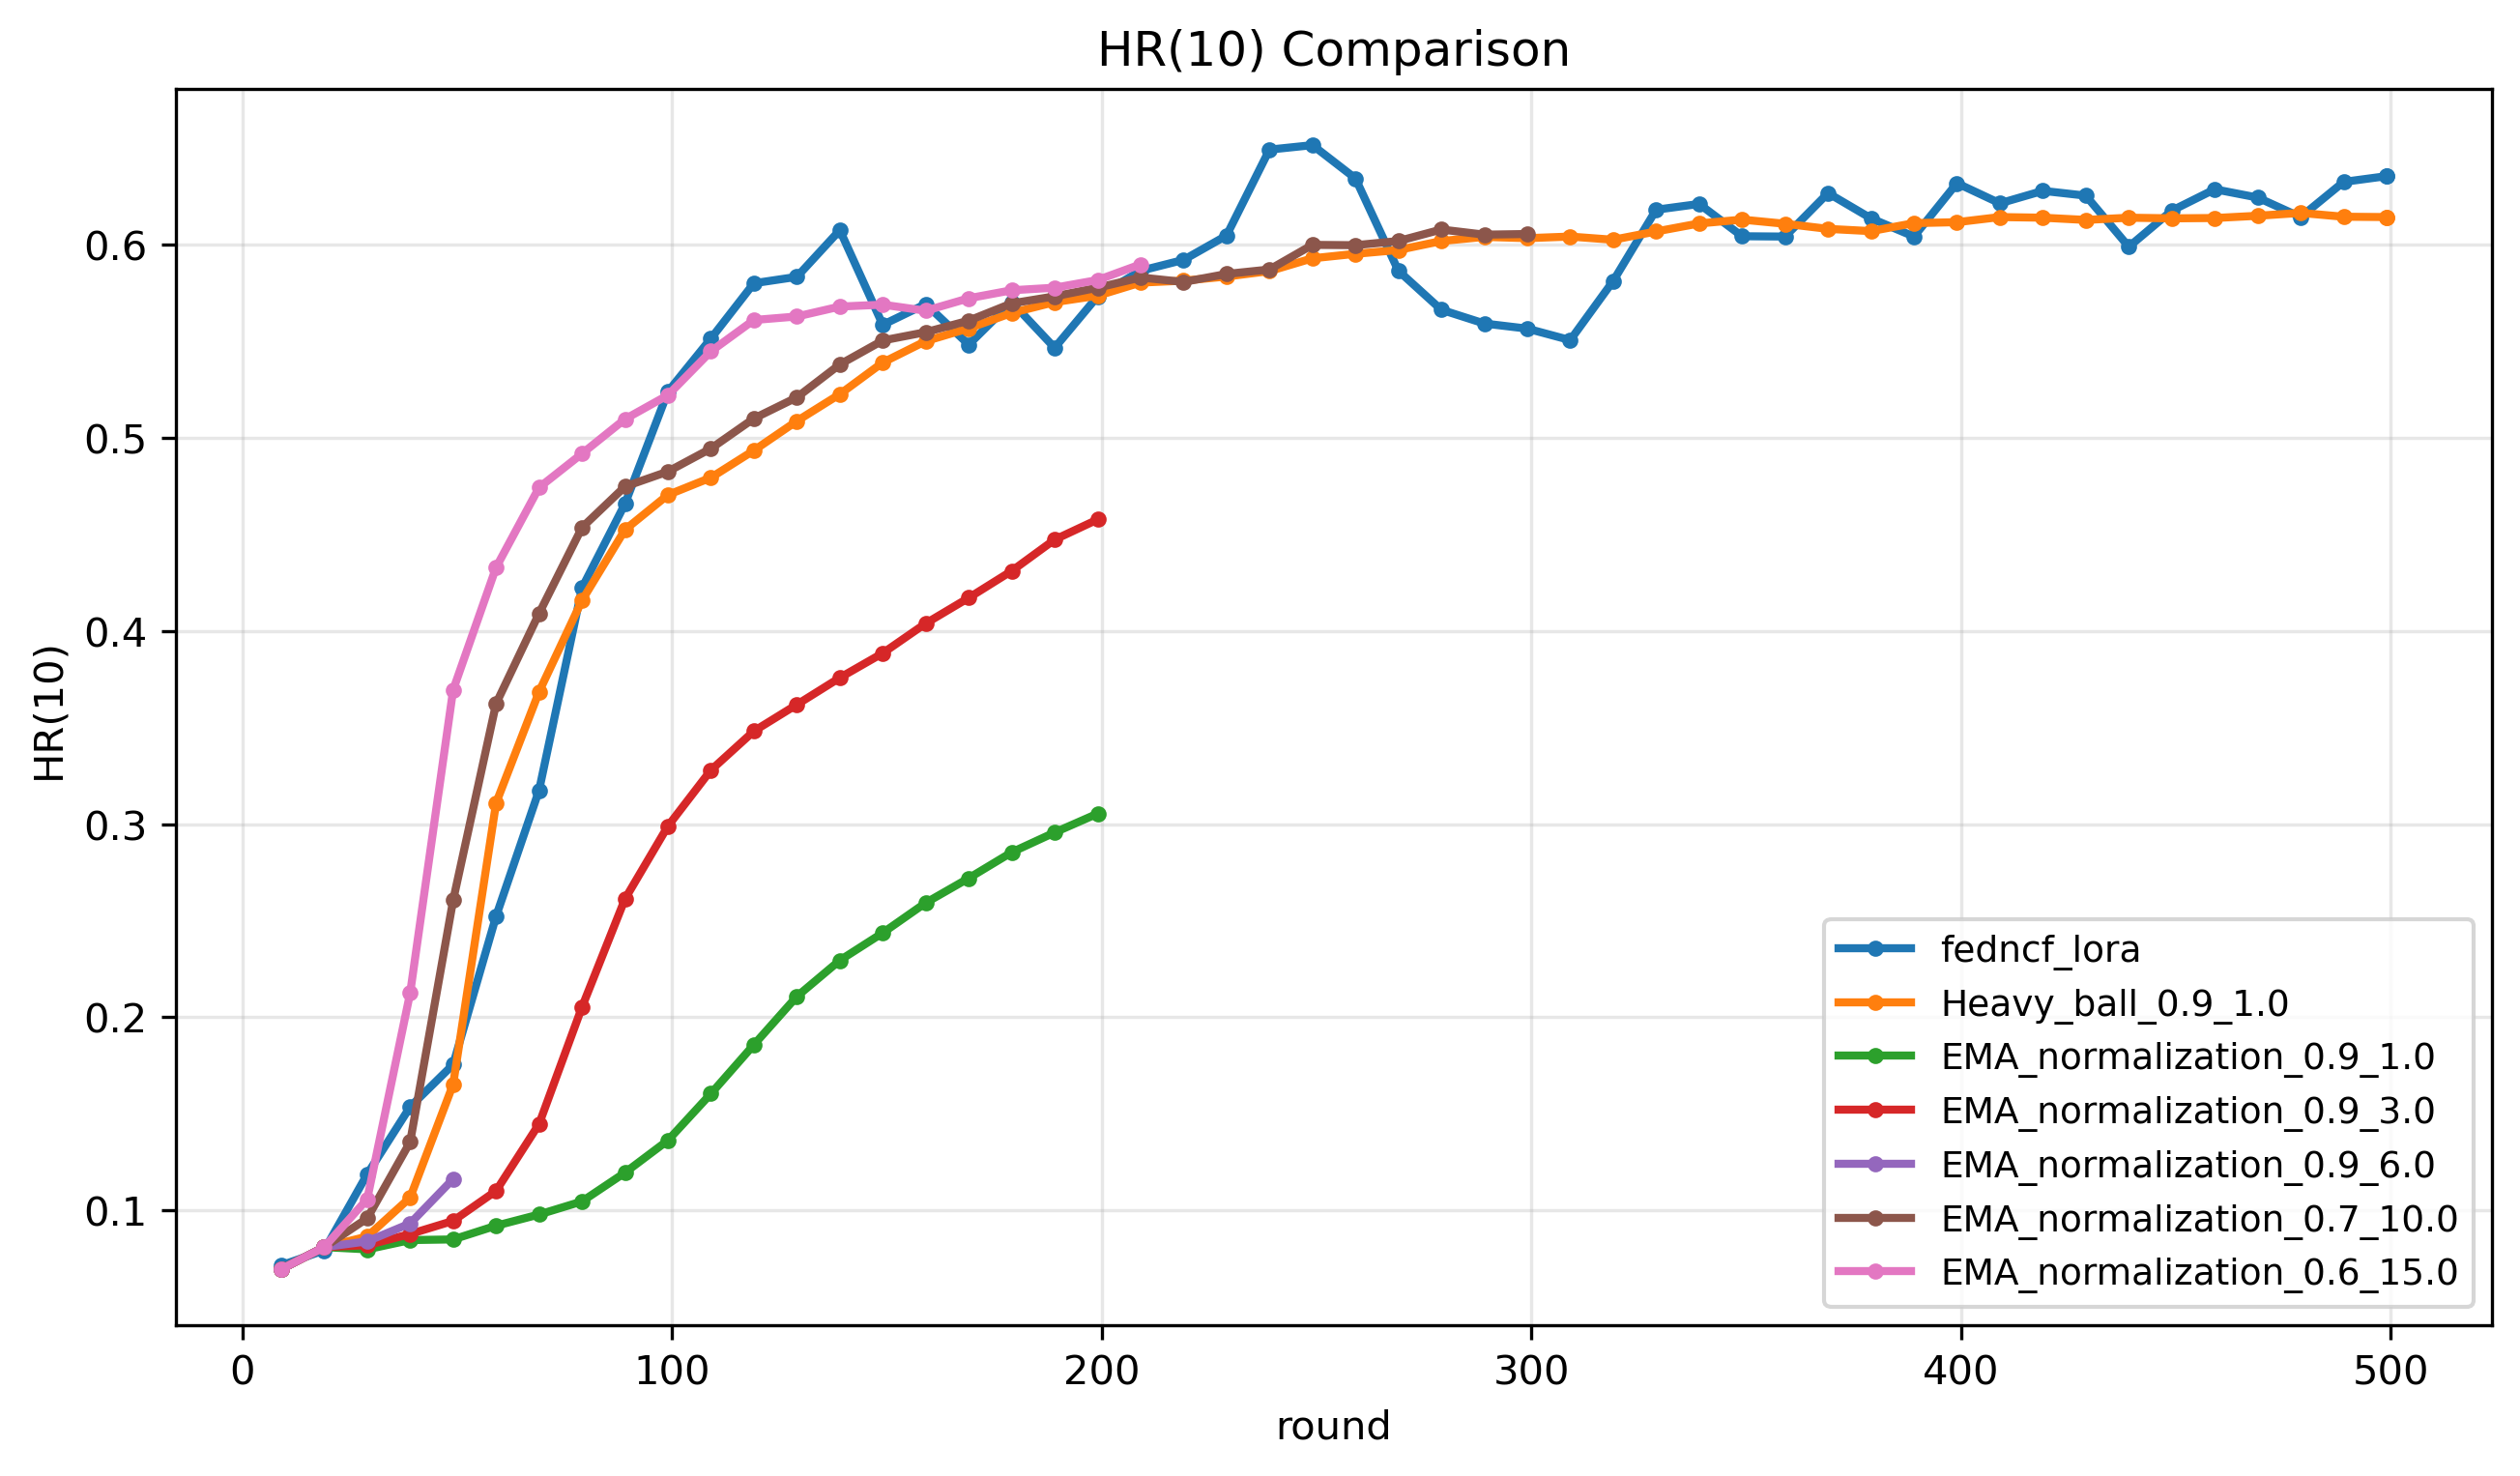 HR(10) Comparison
HR(10)
0.6
0.5
0.4
0.3
0.2
0.1
0 100 200 300 400 500
round
fedncf_lora
Heavy_ball_0.9_1.0
EMA_normalization_0.9_1.0
EMA_normalization_0.9_3.0
EMA_normalization_0.9_6.0
EMA_normalization_0.7_10.0
EMA_normalization_0.6_15.0